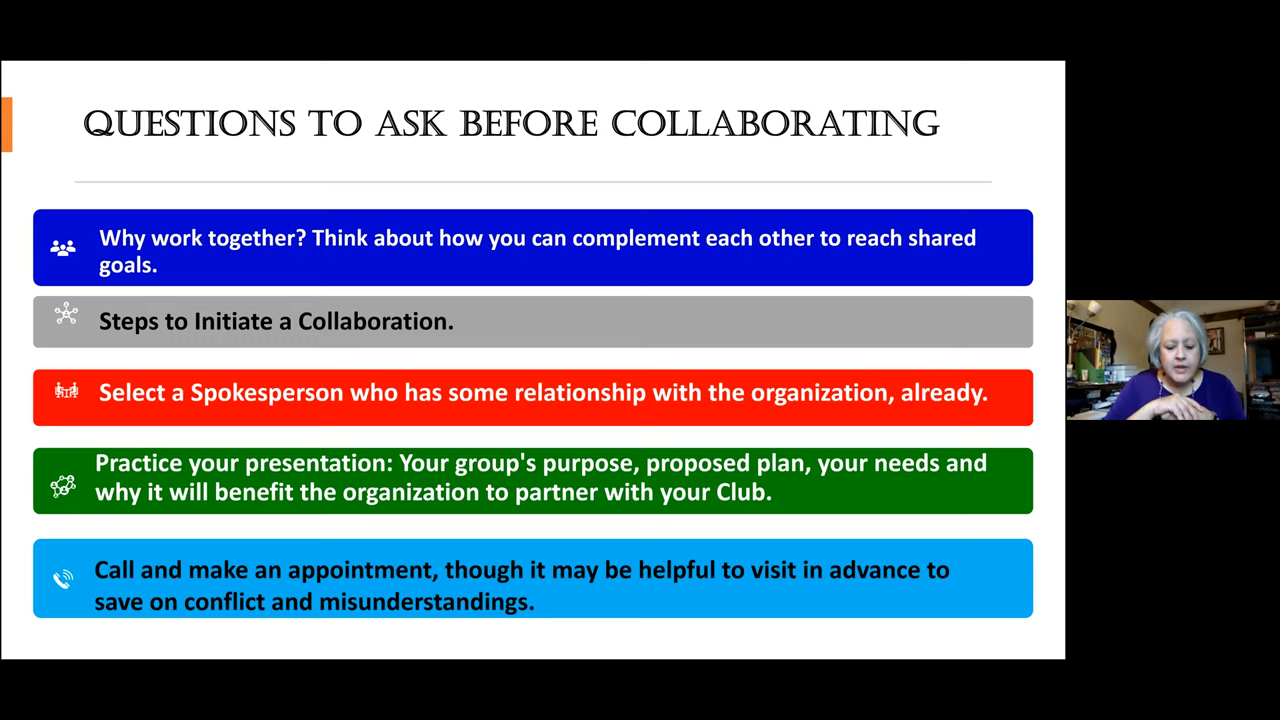 QUESTIONS TO ASK BEFORE COLLABORATING
Why work together? Think about how you can complement each other to reach shared
goals.
Steps to Initiate a Collaboration.
Select a Spokesperson who has some relationship with the organization, already.
Practice your presentation: Your group's purpose, proposed plan, your needs and
why it will benefit the organization to partner with your Club.
Call and make an appointment, though it may be helpful to visit in advance to
save on conflict and misunderstandings.